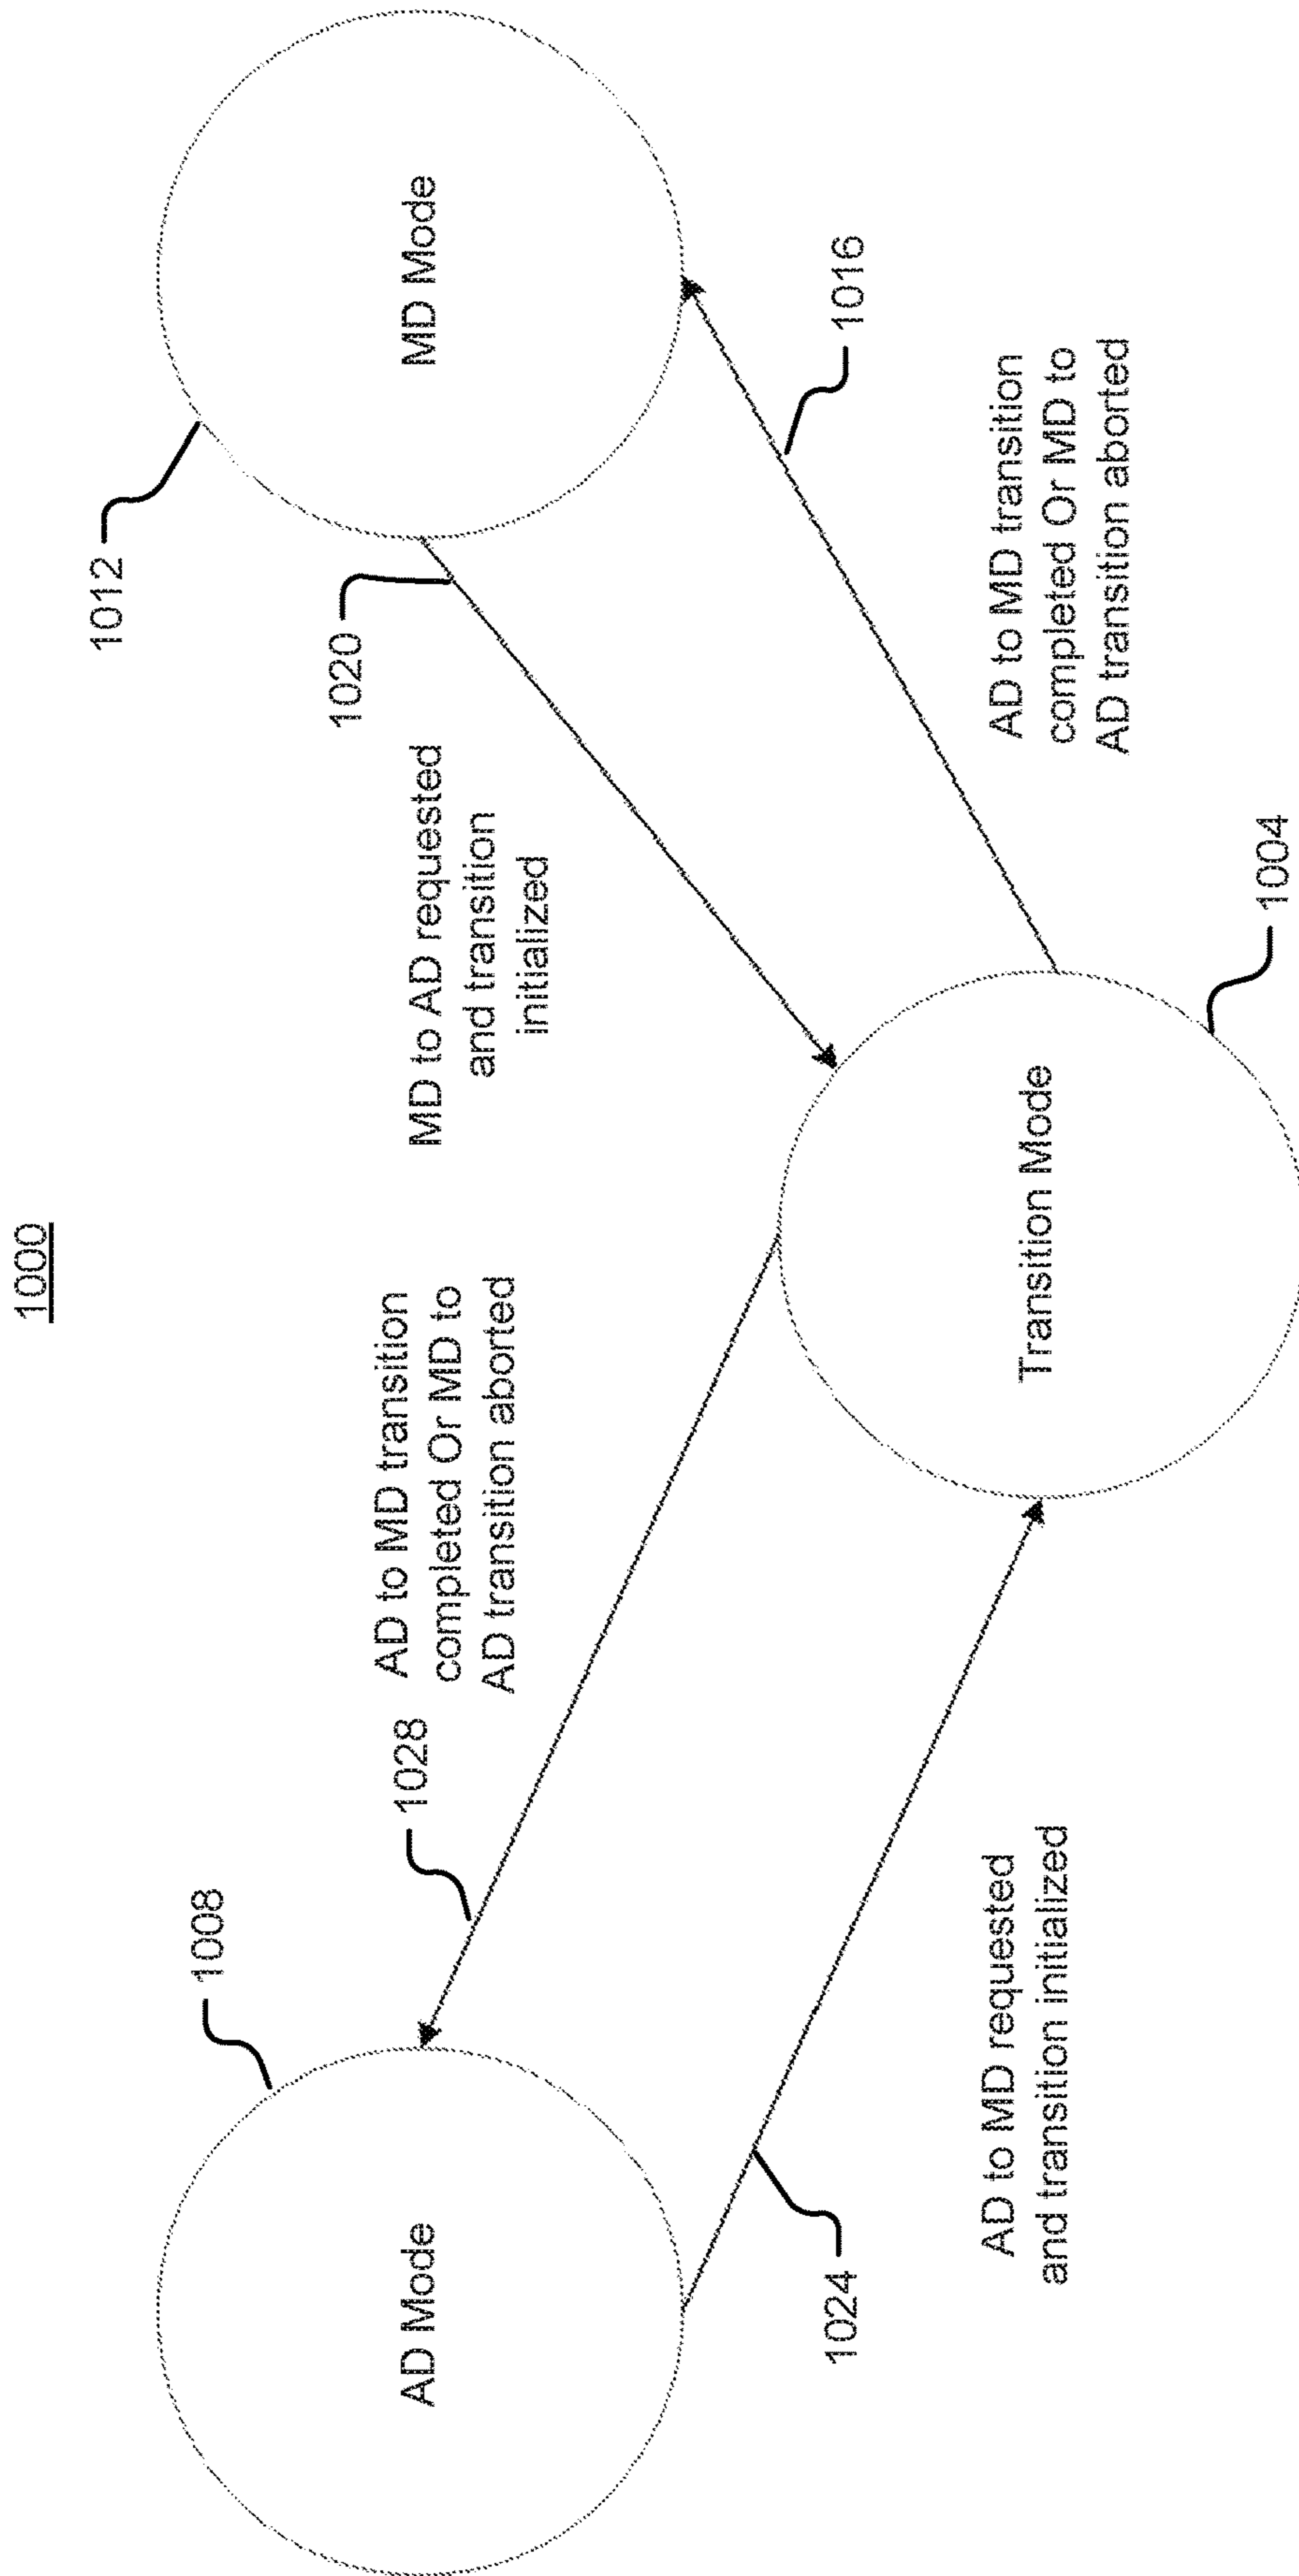 1000
1008
AD Mode
1028
AD to MD transition
completed Or MD to
AD transition aborted
MD to AD requested
and transition
initialized
1020
1012
MD Mode
1024
AD to MD requested
and transition initialized
Transition Mode
1004
1016
AD to MD transition
completed Or MD to
AD transition aborted